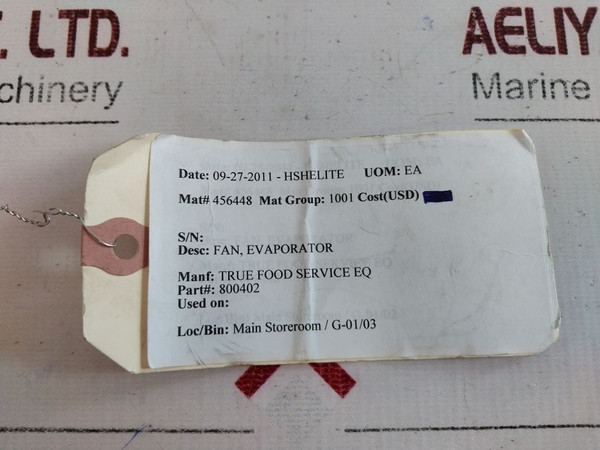 . LTD.
chinery
AELIY
Marine
Date: 09-27-2011 - HSHELITE UOM: EA
Mat# 456448 Mat Group: 1001 Cost(USD)
S/N:
Desc: FAN, EVAPORATOR
Manf: TRUE FOOD SERVICE EQ
Part#: 800402
Used on:
Loc/Bin: Main Storeroom / G-01/03